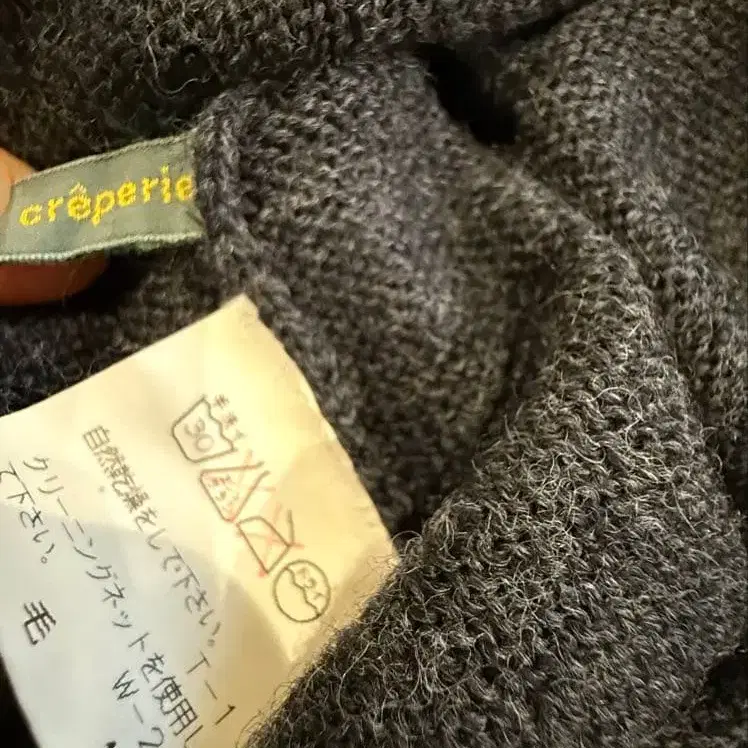 crêperie
手洗イ
30
自然乾燥をして下さい。T-1
クリーニングネットを使用し
て下さい。 W-2
毛